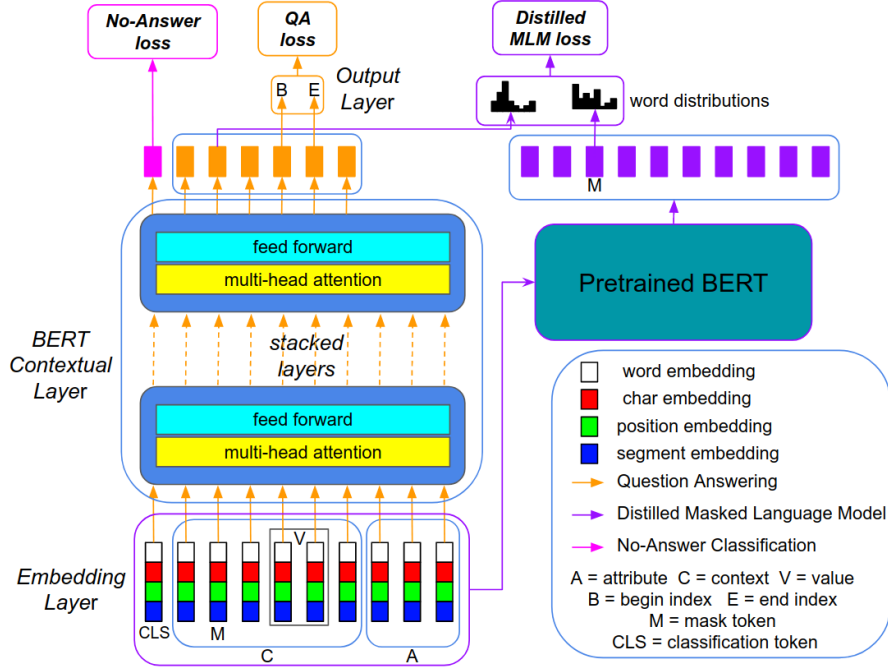 No-Answer
loss
QA
loss
Distilled
MLM loss
B E
Output
Layer
word distributions
M
feed forward
multi-head attention
Pretrained BERT
BERT
Contextual
Layer
stacked
layers
feed forward
multi-head attention
word embedding
char embedding
position embedding
segment embedding
Question Answering
Distilled Masked Language Model
No-Answer Classification
A = attribute C = context V = value
B = begin index E = end index
M = mask token
CLS = classification token
Embedding
Layer
V
CLS
M
C
A